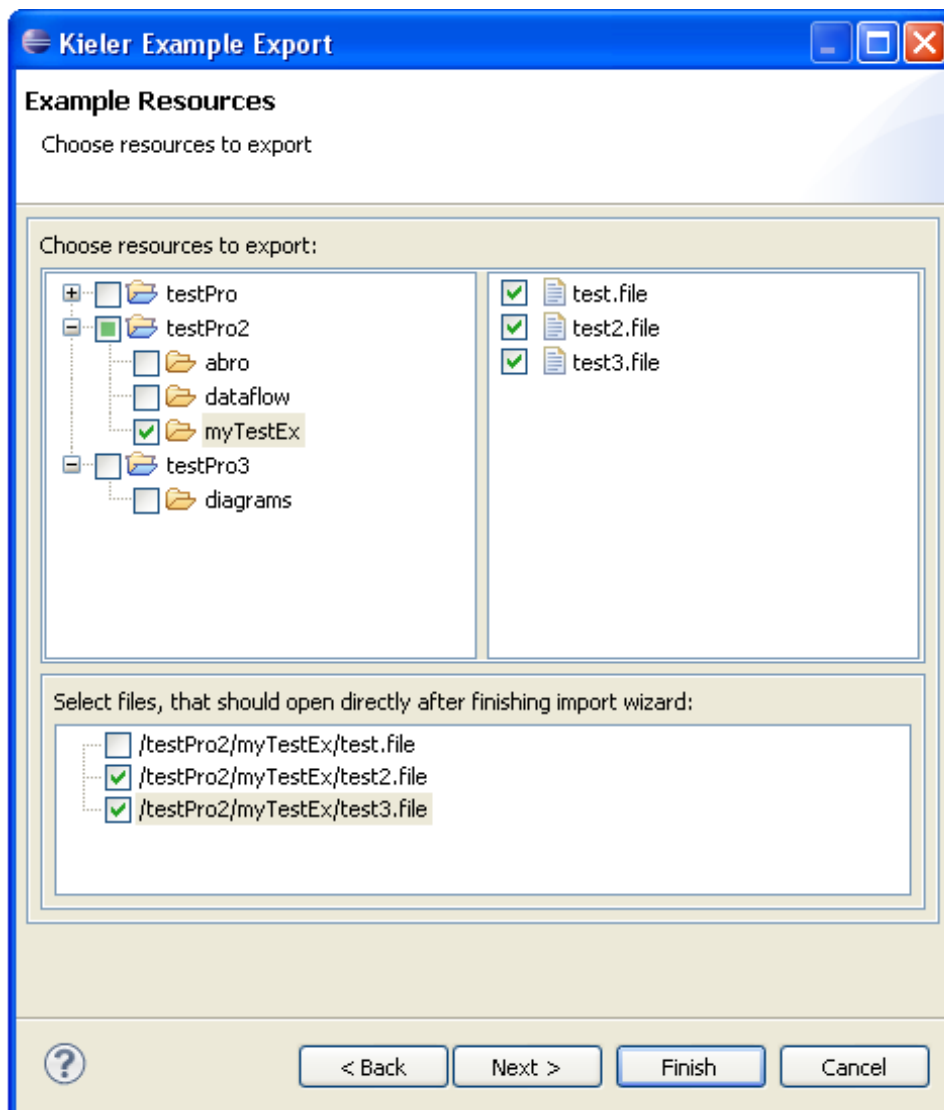 Kieler Example Export
Example Resources
Choose resources to export
Choose resources to export:
testPro
testPro2
abro
dataflow
myTestEx
testPro3
diagrams
test.file
test2.file
test3.file
Select files, that should open directly after finishing import wizard:
/testPro2/myTestEx/test.file
/testPro2/myTestEx/test2.file
/testPro2/myTestEx/test3.file
< Back
Next >
Finish
Cancel